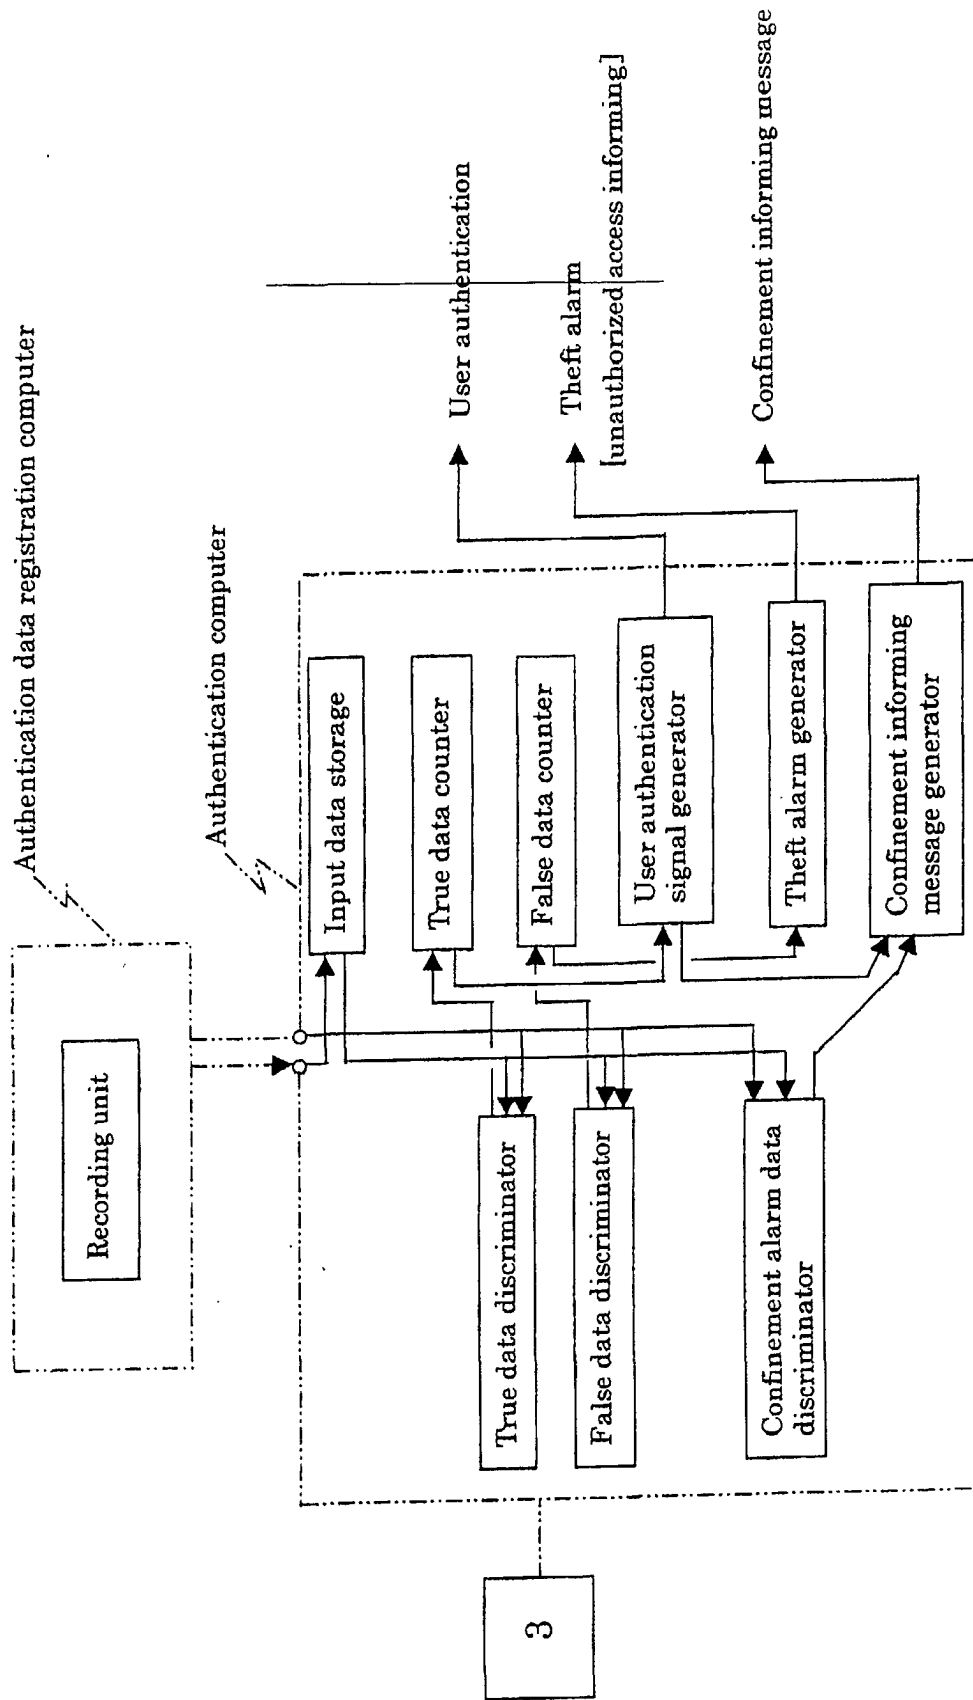 Authentication data registration computer
Recording unit
Authentication computer
Input data storage
True data counter
False data counter
User authentication
signal generator
Theft alarm generator
Confinement informing
message generator
True data discriminator
False data discriminator
Confinement alarm data
discriminator
User authentication
Theft alarm
[unauthorized access informing]
Confinement informing message
3